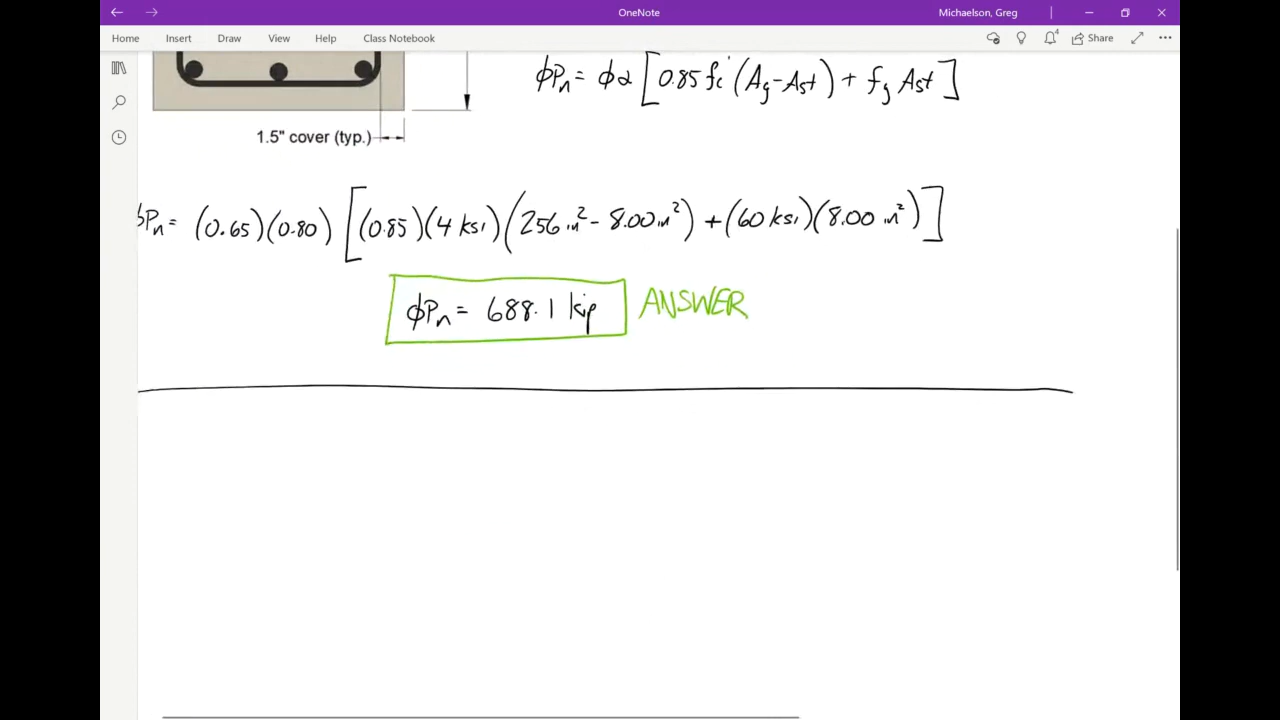 OneNote
Michaelson, Greg
Home Insert Draw View Help Class Notebook
4 Share
ϕPn = ϕα [0.85 fc' (Ag - Ast) + fy Ast]
1.5" cover (typ.)
ϕPn = (0.65)(0.80) [(0.85)(4 ksi)(256 in² - 8.00 in²) + (60 ksi)(8.00 in²)]
ϕPn = 688.1 kip ANSWER